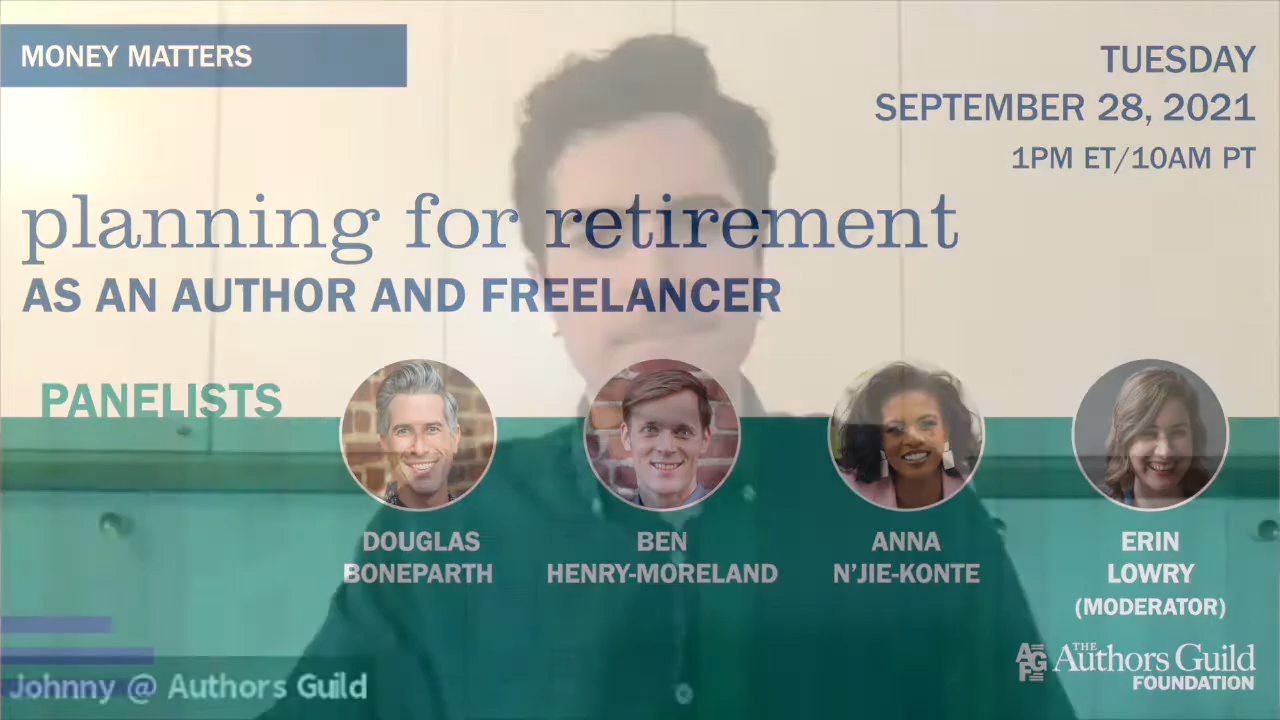 MONEY MATTERS
TUESDAY
SEPTEMBER 28, 2021
1PM ET/10AM PT
planning for retirement
AS AN AUTHOR AND FREELANCER
PANELISTS
DOUGLAS
BONEPARTH
BEN
HENRY-MORELAND
ANNA
N'JIE-KONTE
ERIN
LOWRY
(MODERATOR)
THE
Authors Guild
FOUNDATION
Johnny @ Authors Guild